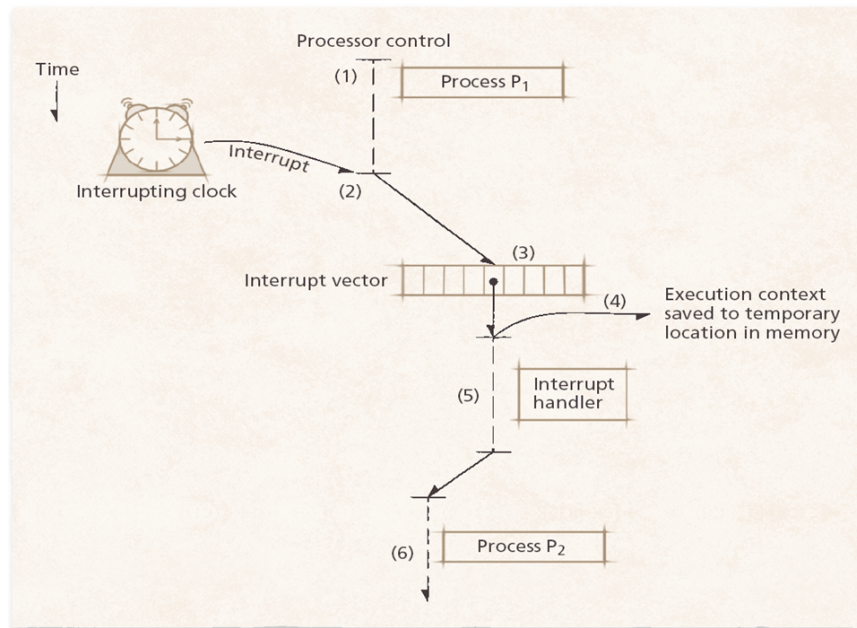 Processor control
Time
(1)
Process P1
Interrupt
Interrupting clock
(2)
(3)
Interrupt vector
(4)
Execution context
saved to temporary
location in memory
(5)
Interrupt
handler
(6)
Process P2